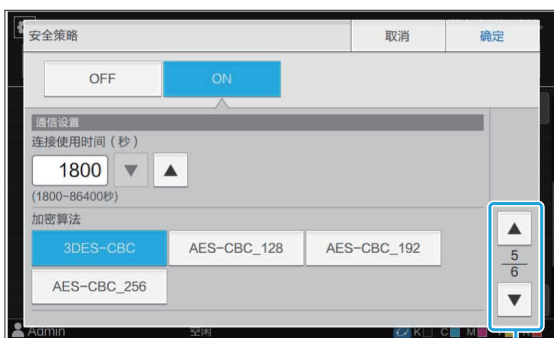 安全策略 取消 确定
OFF ON
通信设置
连接使用时间（秒）
1800 ▼ ▲
(1800-86400秒)
加密算法
3DES-CBC AES-CBC_128 AES-CBC_192
AES-CBC_256
▲
5
6
▼
Admin 空闲 K C M